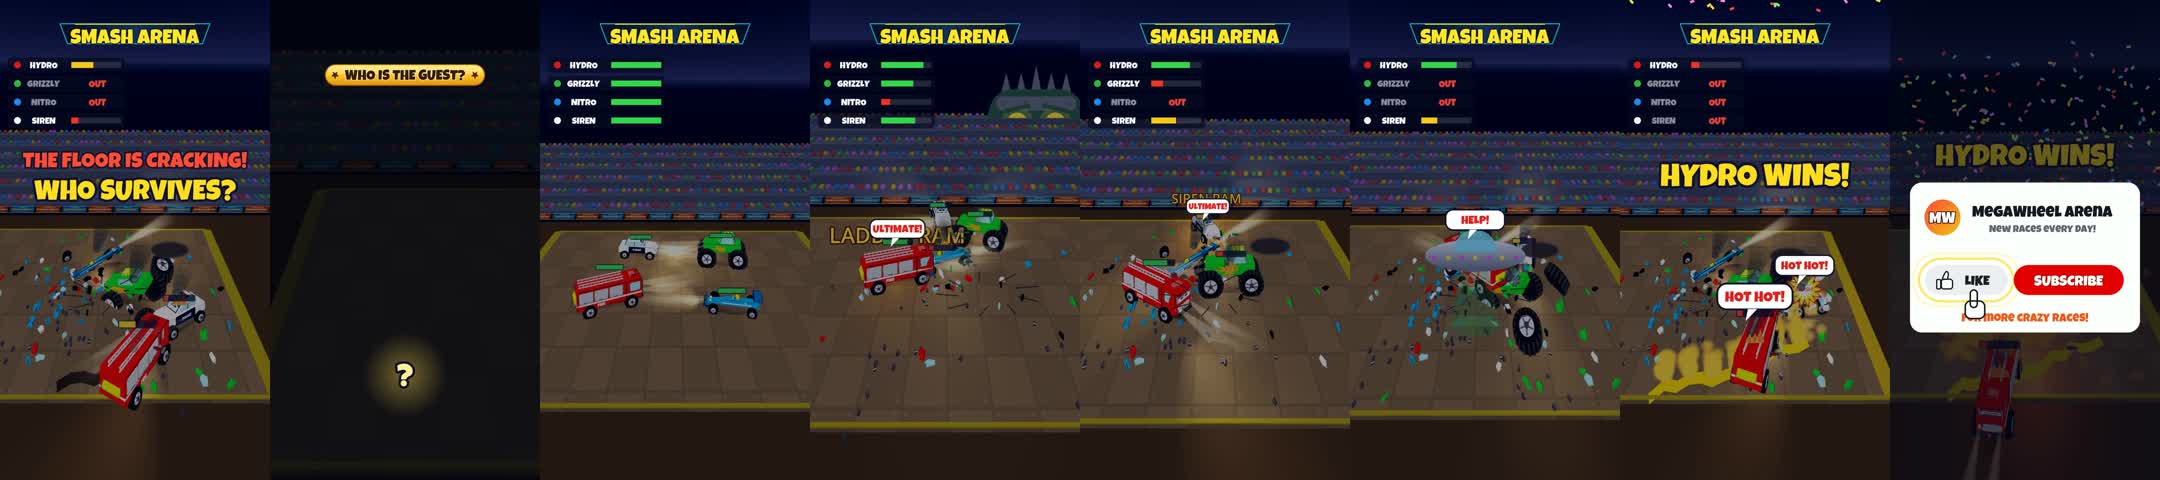 SMASH ARENA
HYDRO
GRIZZLY OUT
NITRO OUT
SIREN
THE FLOOR IS CRACKING!
WHO SURVIVES?
WHO IS THE GUEST?
?
SMASH ARENA
HYDRO
GRIZZLY
NITRO
SIREN
SMASH ARENA
HYDRO
GRIZZLY
NITRO
SIREN
ULTIMATE!
SMASH ARENA
HYDRO
GRIZZLY
NITRO OUT
SIREN
SIREN RAM
ULTIMATE!
SMASH ARENA
HYDRO
GRIZZLY OUT
NITRO OUT
SIREN
HELP!
SMASH ARENA
HYDRO
GRIZZLY OUT
NITRO OUT
SIREN OUT
HYDRO WINS!
HOT HOT!
HOT HOT!
HYDRO WINS!
MW
MEGAWHEEL ARENA
NEW RACES EVERY DAY!
LIKE
SUBSCRIBE
MORE CRAZY RACES!